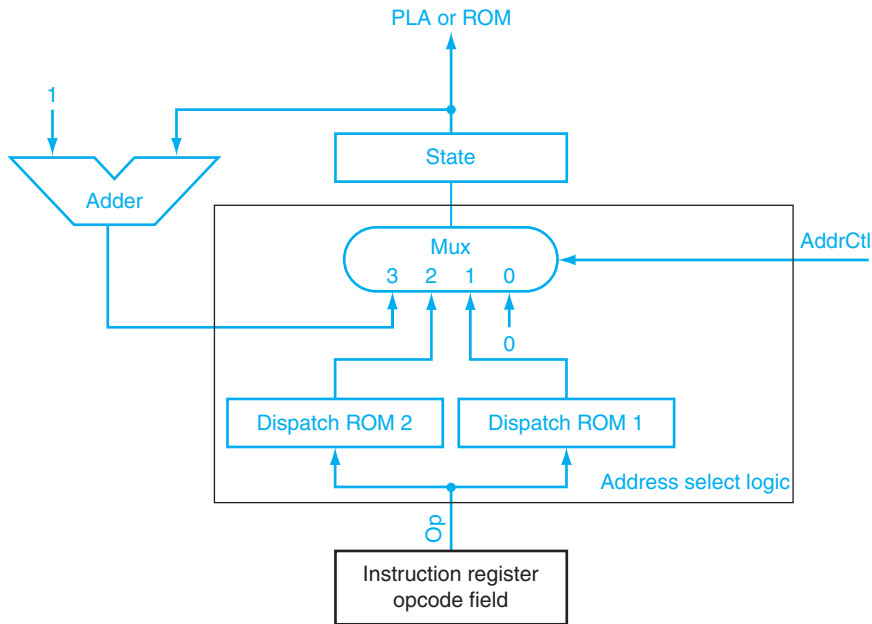 PLA or ROM
1
State
Adder
Mux
AddrCtl
3 2 1 0
0
Dispatch ROM 2
Dispatch ROM 1
Address select logic
Op
Instruction register
opcode field